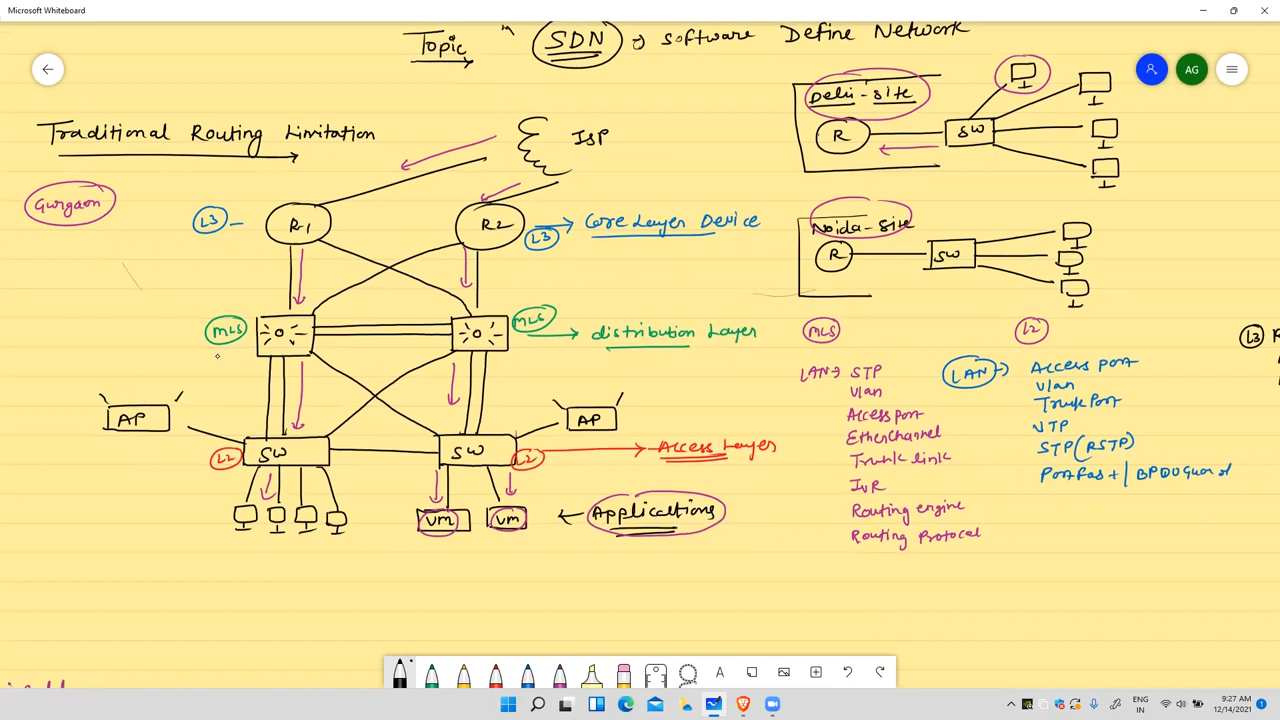 Microsoft Whiteboard
Topic SDN software Define Network
AG
Traditional Routing Limitation
ISP
Gurgaon
L3
R-1
R2
L3
Core Layer Device
MLS
MLS
distribution Layer
AP
AP
L2
SW
SW
L2
Access Layer
VM
VM
Applications
Delhi-site
R
SW
Noida-site
R
SW
MLS
LAN STP
Vlan
Access port
EtherChannel
Trunk link
IVR
Routing engine
Routing Protocal
L2
LAN Access port
Vlan
Trunk Port
VTP
STP(RSTP)
Portfast | BPDUGuard
L3 R
A
ENG
IN
9:27 AM
12/14/2021